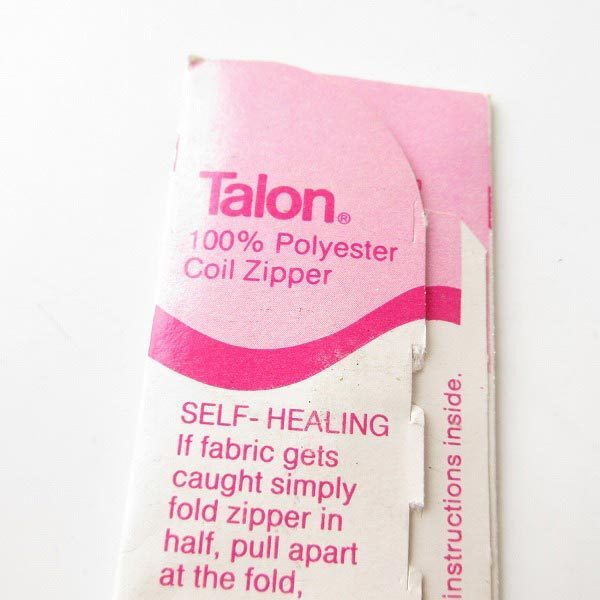 Talon®
100% Polyester
Coil Zipper
SELF- HEALING
If fabric gets
caught simply
fold zipper in
half, pull apart
at the fold,
instructions inside.